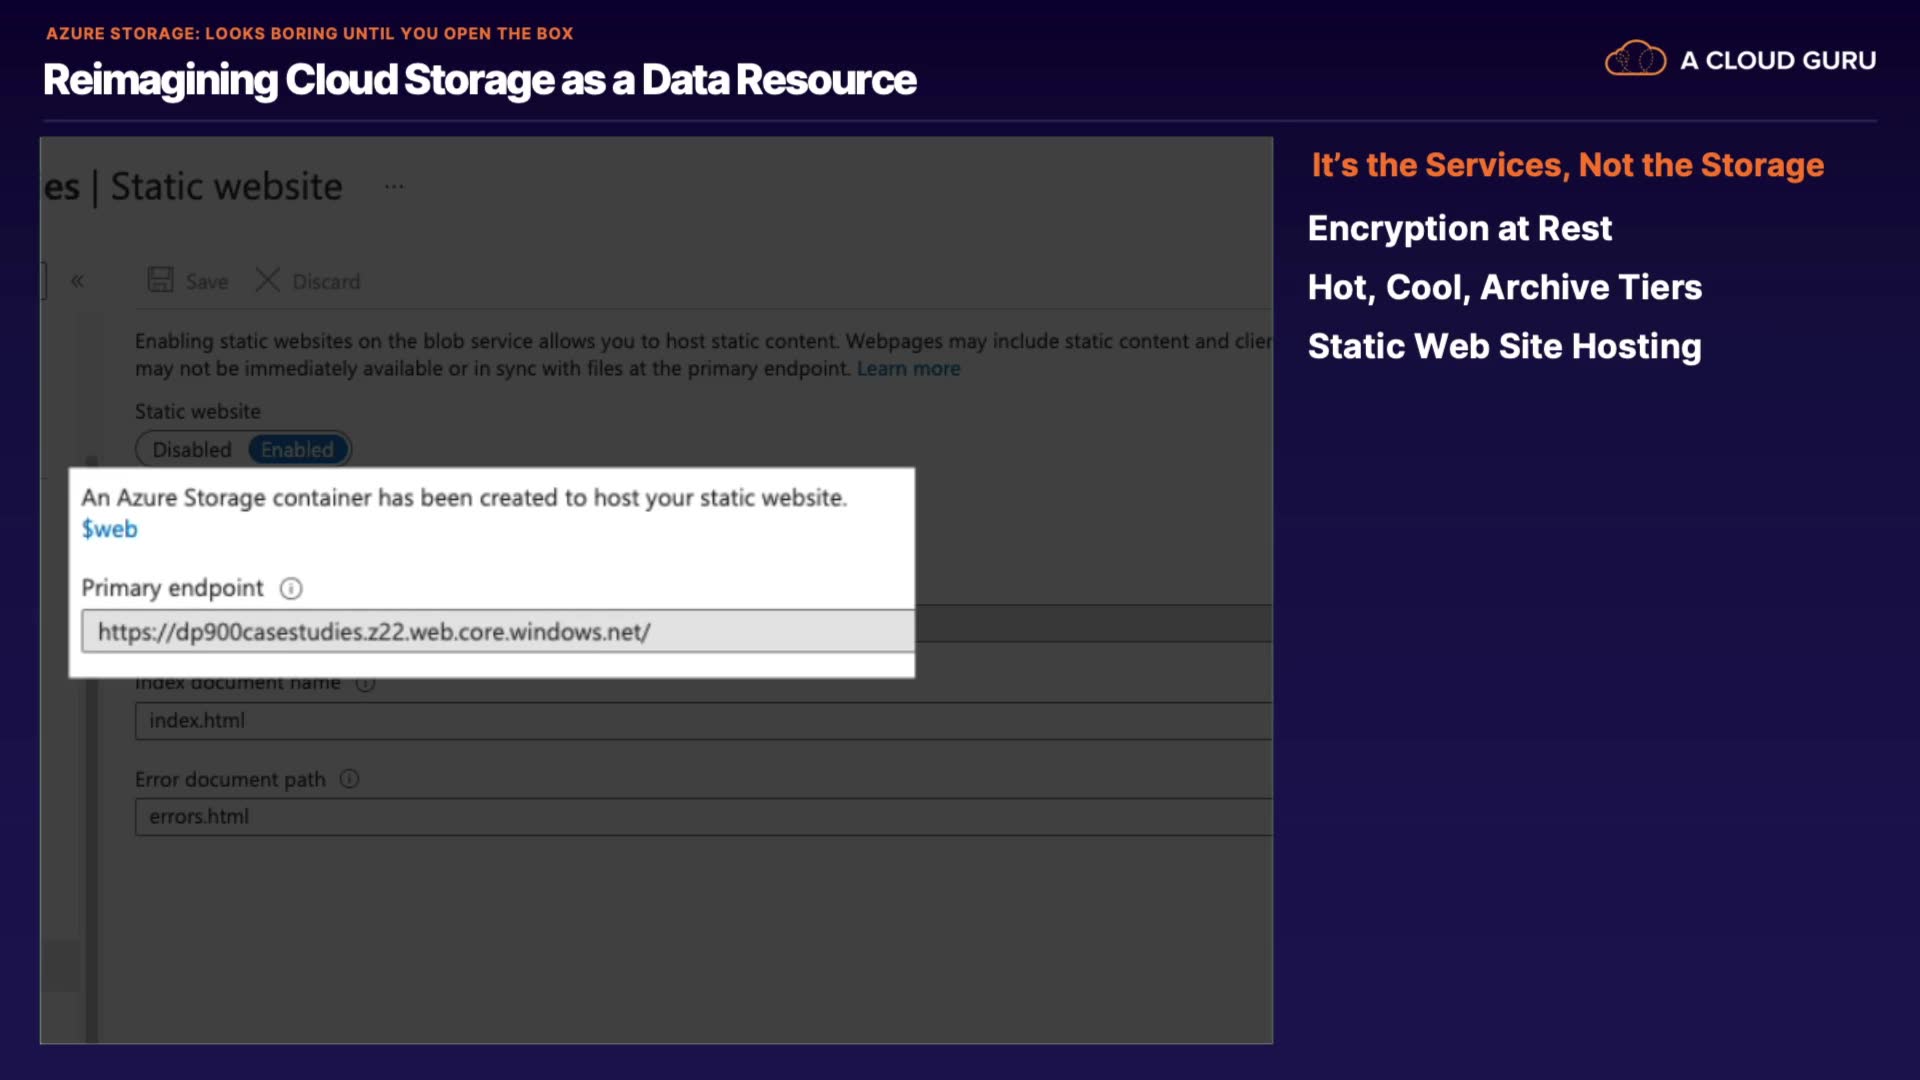 AZURE STORAGE: LOOKS BORING UNTIL YOU OPEN THE BOX
Reimagining Cloud Storage as a Data Resource
A CLOUD GURU
es | Static website ...
« Save Discard
Enabling static websites on the blob service allows you to host static content. Webpages may include static content and clien
may not be immediately available or in sync with files at the primary endpoint. Learn more
Static website
Disabled Enabled
An Azure Storage container has been created to host your static website.
$web
Primary endpoint
https://dp900casestudies.z22.web.core.windows.net/
Index document name
index.html
Error document path
errors.html
It's the Services, Not the Storage
Encryption at Rest
Hot, Cool, Archive Tiers
Static Web Site Hosting